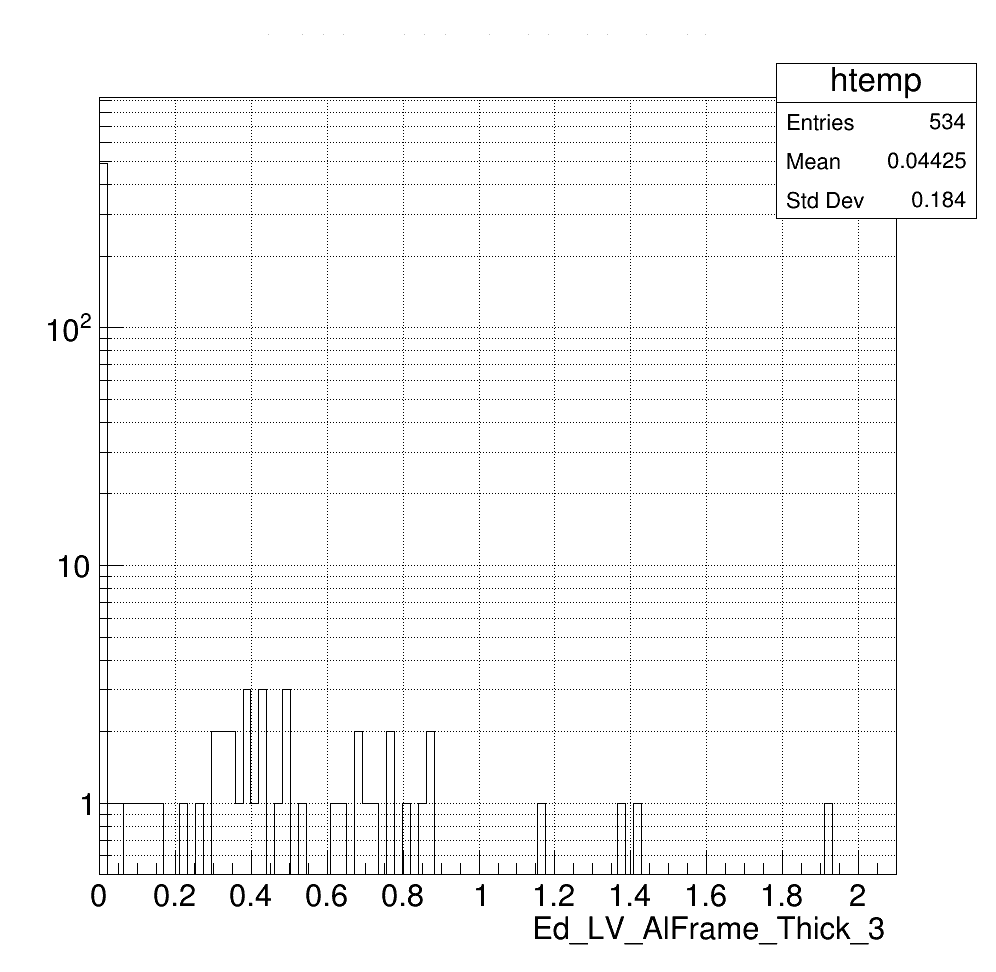 htemp
Entries 534
Mean 0.04425
Std Dev 0.184
10²
10
1
0 0.2 0.4 0.6 0.8 1 1.2 1.4 1.6 1.8 2
Ed_LV_AlFrame_Thick_3